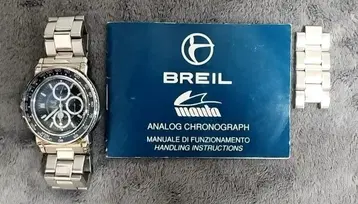 BREIL
manta
ANALOG CHRONOGRAPH
MANUALE DI FUNZIONAMENTO
HANDLING INSTRUCTIONS